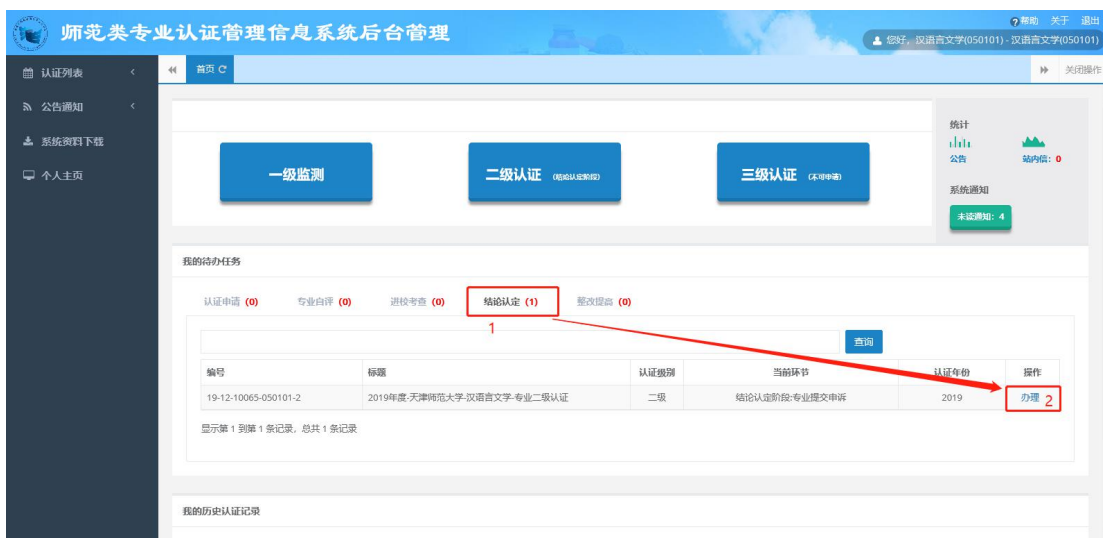 帮助 关于 退出
师范类专业认证管理信息系统后台管理
您好，汉语言文学(050101) - 汉语言文学(050101)
认证列表
首页
关闭操作
公告通知
系统资料下载
个人主页
一级监测
二级认证 (结论认定阶段)
三级认证 (不可申请)
统计
公告
站内信：0
系统通知
未读通知：4
我的待办任务
认证申请 (0) 专业自评 (0) 进校考查 (0) 结论认定 (1) 整改提高 (0)
1
查询
编号 标题 认证级别 当前环节 认证年份 操作
19-12-10065-050101-2 2019年度-天津师范大学-汉语言文学-专业二级认证 二级 结论认定阶段:专业提交申诉 2019 办理 2
显示第 1 到第 1 条记录，总共 1 条记录
我的历史认证记录